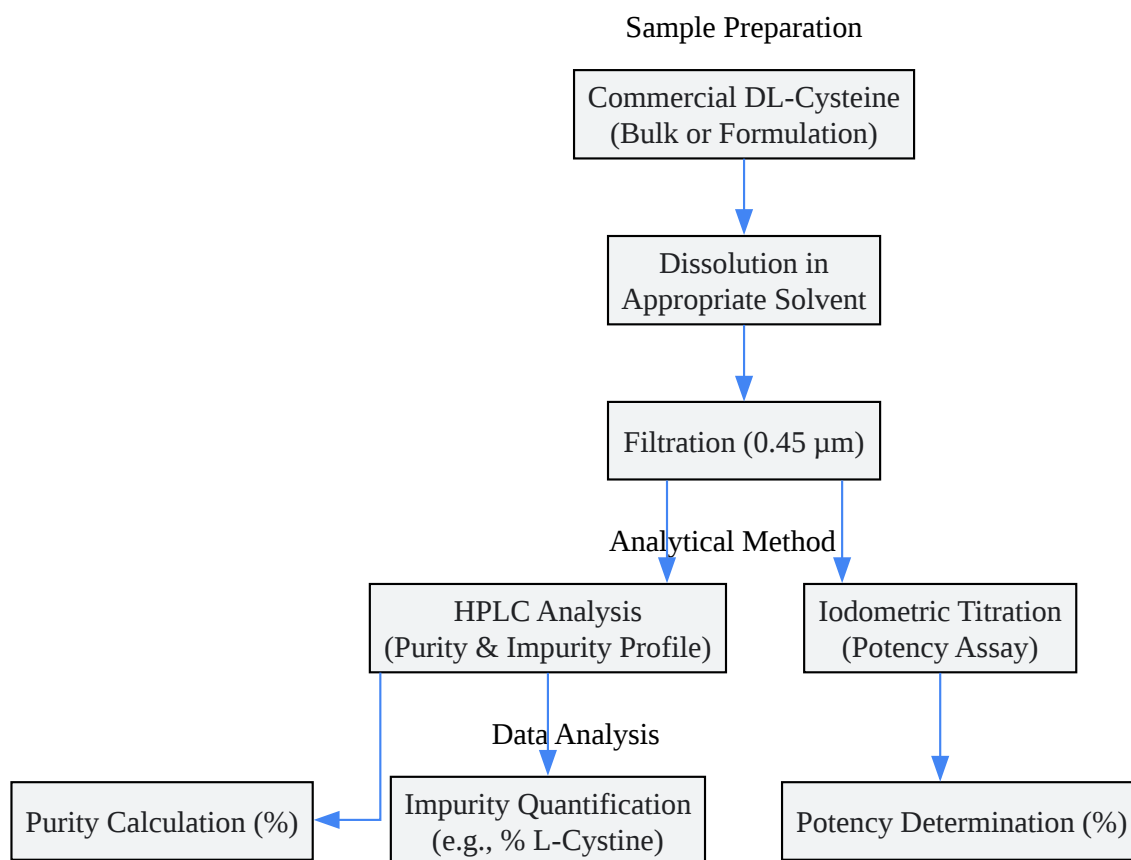 Sample Preparation
Commercial DL-Cysteine
(Bulk or Formulation)
Dissolution in
Appropriate Solvent
Filtration (0.45 µm)
Analytical Method
HPLC Analysis
(Purity & Impurity Profile)
Iodometric Titration
(Potency Assay)
Data Analysis
Purity Calculation (%)
Impurity Quantification
(e.g., % L-Cystine)
Potency Determination (%)